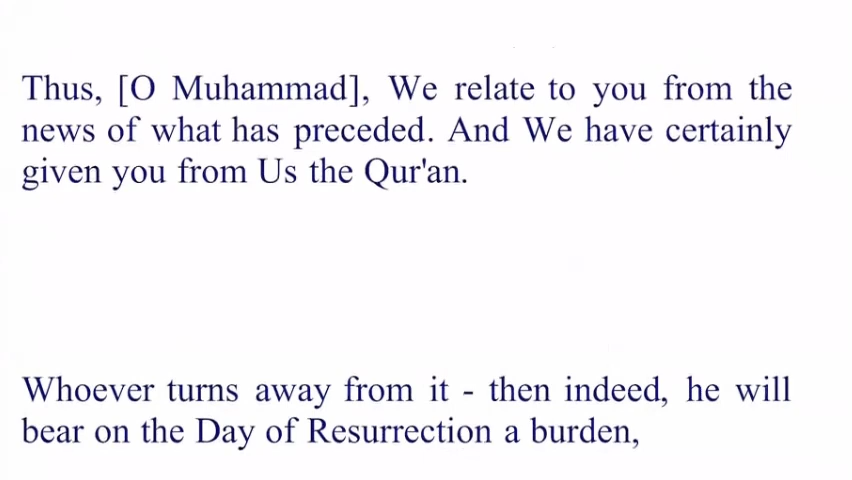 Thus, [O Muhammad], We relate to you from the
news of what has preceded. And We have certainly
given you from Us the Qur'an.
Whoever turns away from it - then indeed, he will
bear on the Day of Resurrection a burden,